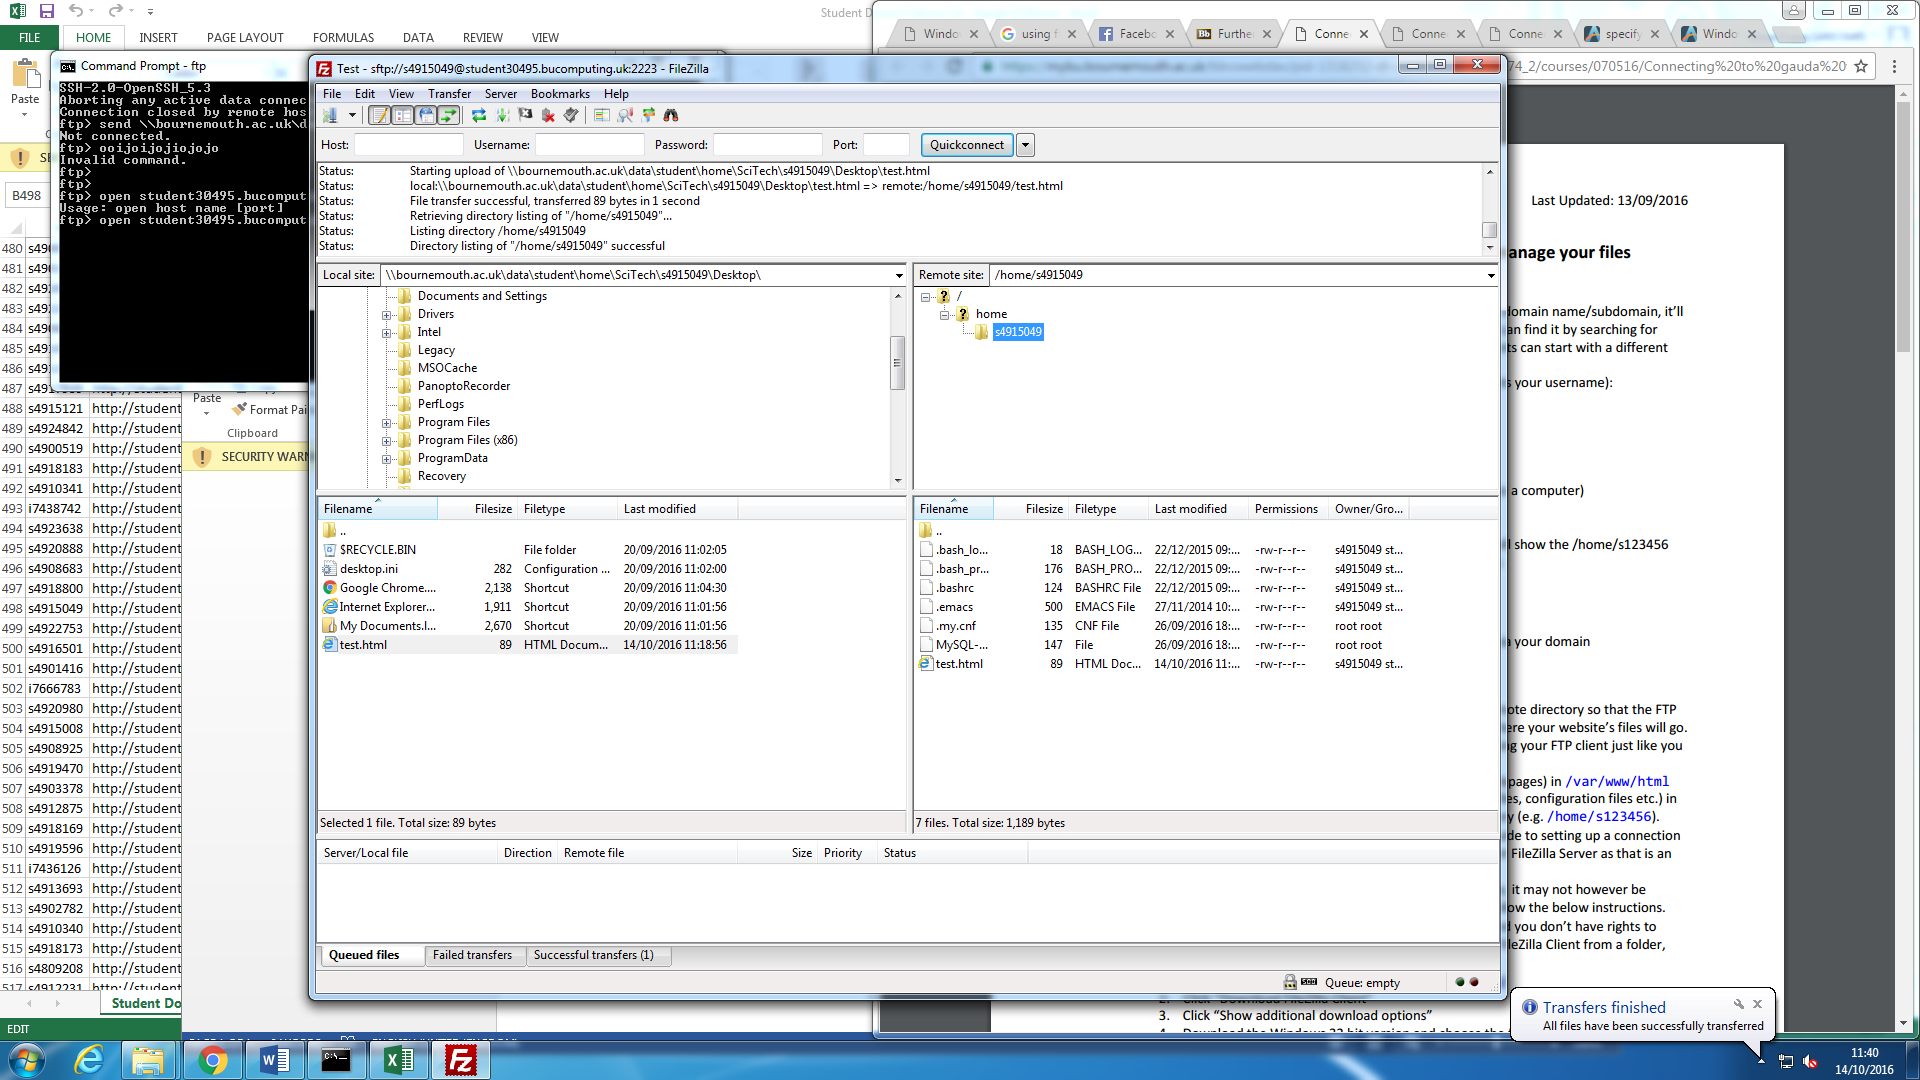 Student D
FILE
HOME
INSERT
PAGE LAYOUT
FORMULAS
DATA
REVIEW
VIEW
Paste
B498
Command Prompt - ftp
SSH-2.0-OpenSSH_5.3
Aborting any active data connec
Connection closed by remote hos
ftp> send \\bournemouth.ac.uk\d
Not connected.
ftp> ooijoijojiojojo
Invalid command.
ftp>
ftp>
ftp> open student30495.bucomput
Usage: open host name [port]
ftp> open student30495.bucomput
Windo
using f
Facebo
Furthe
Conne
Conne
Conne
specify
Windo
74_2/courses/070516/Connecting%20to%20gauda%20
Test - sftp://s4915049@student30495.bucomputing.uk:2223 - FileZilla
File Edit View Transfer Server Bookmarks Help
Host: Username: Password: Port: Quickconnect
Status: Starting upload of \\bournemouth.ac.uk\data\student\home\SciTech\s4915049\Desktop\test.html
Status: local:\\bournemouth.ac.uk\data\student\home\SciTech\s4915049\Desktop\test.html => remote:/home/s4915049/test.html
Status: File transfer successful, transferred 89 bytes in 1 second
Status: Retrieving directory listing of "/home/s4915049"...
Status: Listing directory /home/s4915049
Status: Directory listing of "/home/s4915049" successful
Local site: \\bournemouth.ac.uk\data\student\home\SciTech\s4915049\Desktop\
Documents and Settings
Drivers
Intel
Legacy
MSOCache
PanoptoRecorder
PerfLogs
Program Files
Program Files (x86)
ProgramData
Recovery
Remote site: /home/s4915049
/
home
s4915049
Filename Filesize Filetype Last modified
..
$RECYCLE.BIN File folder 20/09/2016 11:02:05
desktop.ini 282 Configuration ... 20/09/2016 11:02:00
Google Chrome.... 2,138 Shortcut 20/09/2016 11:04:30
Internet Explorer... 1,911 Shortcut 20/09/2016 11:01:56
My Documents.l... 2,670 Shortcut 20/09/2016 11:01:56
test.html 89 HTML Docum... 14/10/2016 11:18:56
Selected 1 file. Total size: 89 bytes
Filename Filesize Filetype Last modified Permissions Owner/Gro...
..
.bash_lo... 18 BASH_LOG... 22/12/2015 09:... -rw-r--r-- s4915049 st...
.bash_pr... 176 BASH_PRO... 22/12/2015 09:... -rw-r--r-- s4915049 st...
.bashrc 124 BASHRC File 22/12/2015 09:... -rw-r--r-- s4915049 st...
.emacs 500 EMACS File 27/11/2014 10:... -rw-r--r-- s4915049 st...
.my.cnf 135 CNF File 26/09/2016 18:... -rw-r--r-- root root
MySQL-... 147 File 26/09/2016 18:... -rw-r--r-- root root
test.html 89 HTML Doc... 14/10/2016 11:... -rw-r--r-- s4915049 st...
7 files. Total size: 1,189 bytes
Server/Local file Direction Remote file Size Priority Status
Queued files Failed transfers Successful transfers (1)
Queue: empty
480 s49
481 s49
482 s49
483 s49
484 s49
485 s49
486 s49
487
488 s4915121 http://student
489 s4924842 http://student
490 s4900519 http://student
491 s4918183 http://student
492 s4910341 http://student
493 i7438742 http://student
494 s4923638 http://student
495 s4920888 http://student
496 s4908683 http://student
497 s4918800 http://student
498 s4915049 http://student
499 s4922753 http://student
500 s4916501 http://student
501 s4901416 http://student
502 i7666783 http://student
503 s4920980 http://student
504 s4915008 http://student
505 s4908925 http://student
506 s4919470 http://student
507 s4903378 http://student
508 s4912875 http://student
509 s4918169 http://student
510 s4919596 http://student
511 i7436126 http://student
512 s4913693 http://student
513 s4902782 http://student
514 s4910340 http://student
515 s4918173 http://student
516 s4809208 http://student
517 s4912231 http://student
Student Do
EDIT
Paste
Format Pai
Clipboard
SECURITY WARN
Last Updated: 13/09/2016
nage your files
omain name/subdomain, it’ll
n find it by searching for
ts can start with a different
s your username):
a computer)
l show the /home/s123456
a your domain
ote directory so that the FTP
ere your website’s files will go.
g your FTP client just like you
pages) in /var/www/html
es, configuration files etc.) in
y (e.g. /home/s123456).
de to setting up a connection
FileZilla Server as that is an
it may not however be
ow the below instructions.
d you don’t have rights to
leZilla Client from a folder,
3. Click “Show additional download options”
Transfers finished
All files have been successfully transferred
11:40
14/10/2016